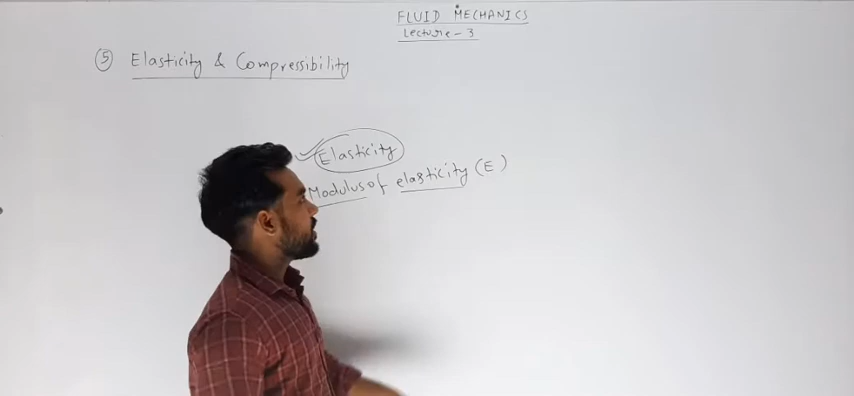 FLUID MECHANICS
Lecture - 3
5 Elasticity & Compressibility
Elasticity
Modulus of elasticity (E)